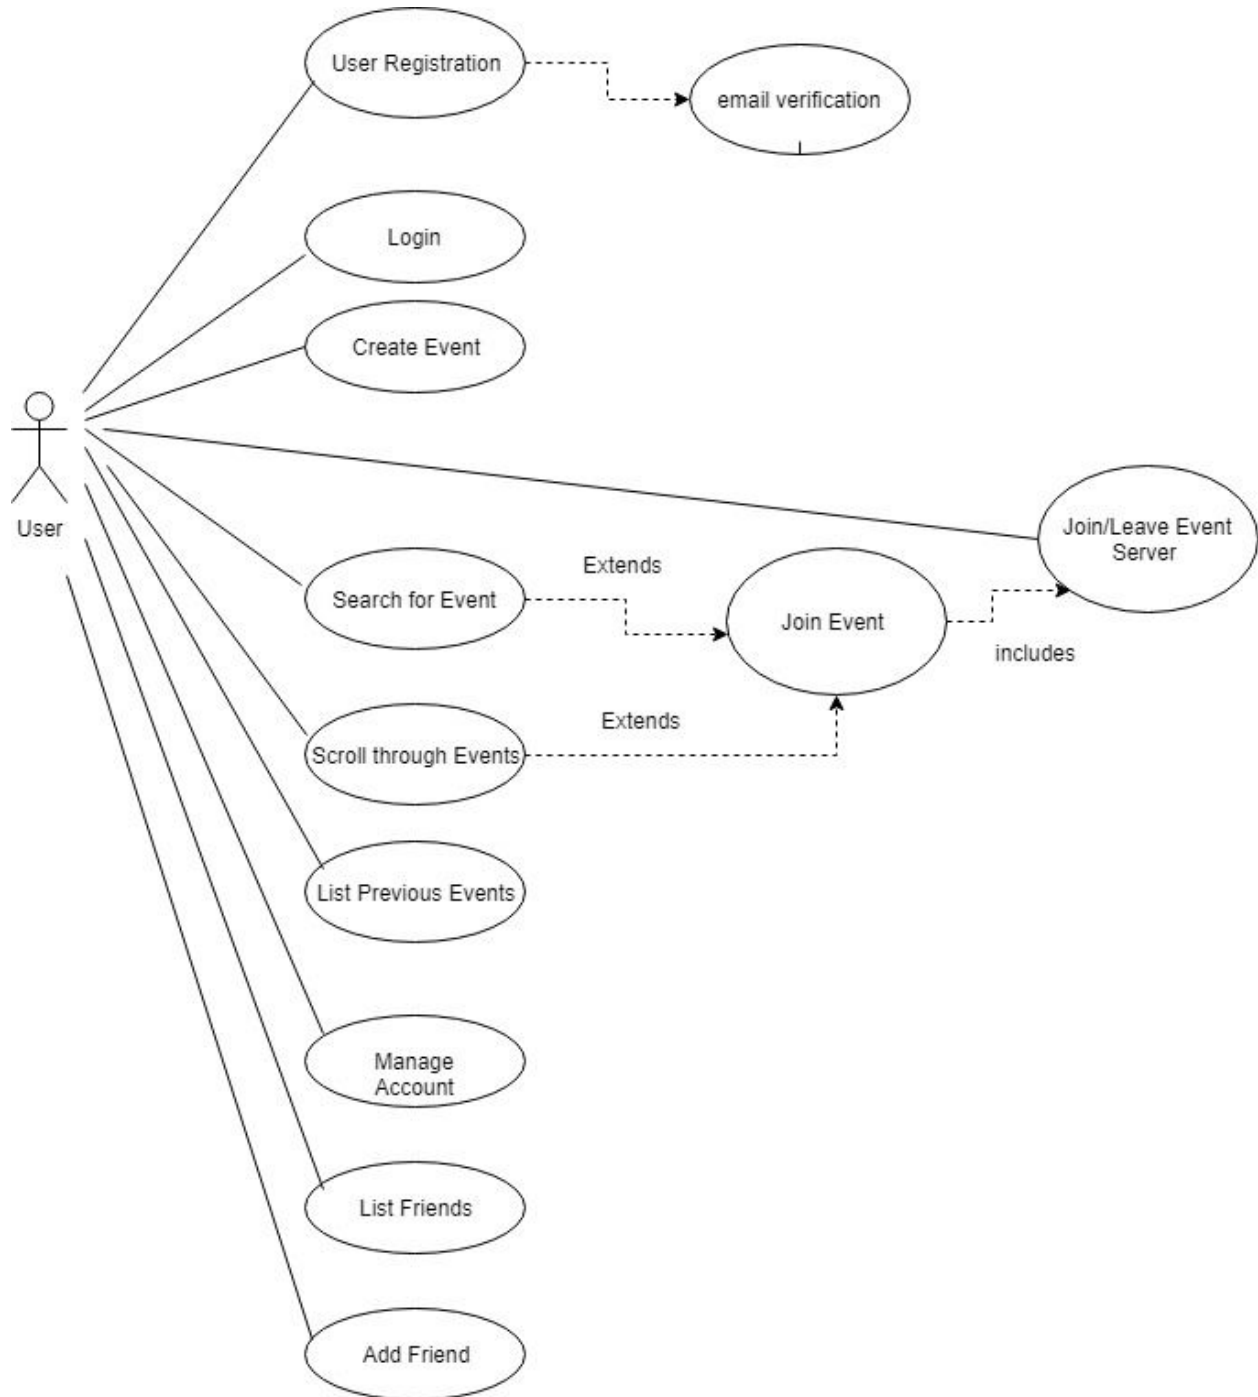 User Registration
email verification
Login
Create Event
User
Join/Leave Event
Server
Extends
Search for Event
Join Event
includes
Extends
Scroll through Events
List Previous Events
Manage
Account
List Friends
Add Friend